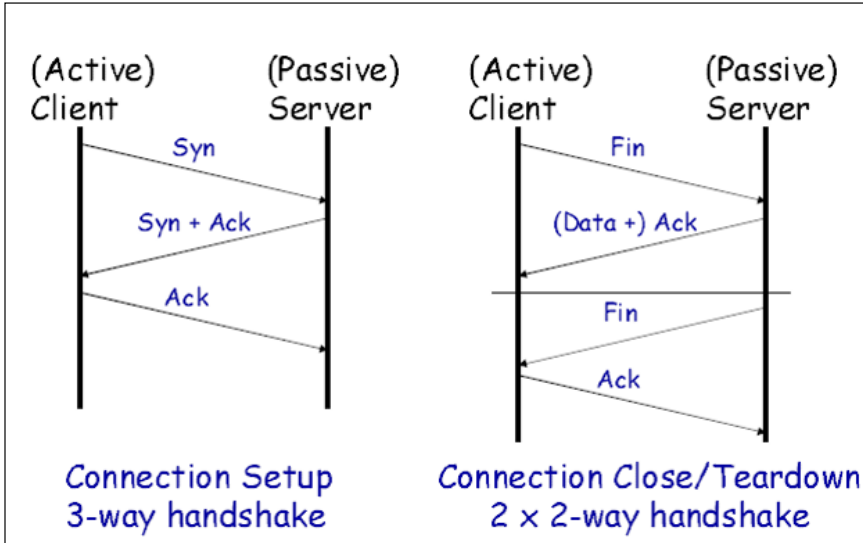 (Active)
Client
(Passive)
Server
Syn
Syn + Ack
Ack
Connection Setup
3-way handshake
(Active)
Client
(Passive)
Server
Fin
(Data +) Ack
Fin
Ack
Connection Close/Teardown
2 x 2-way handshake